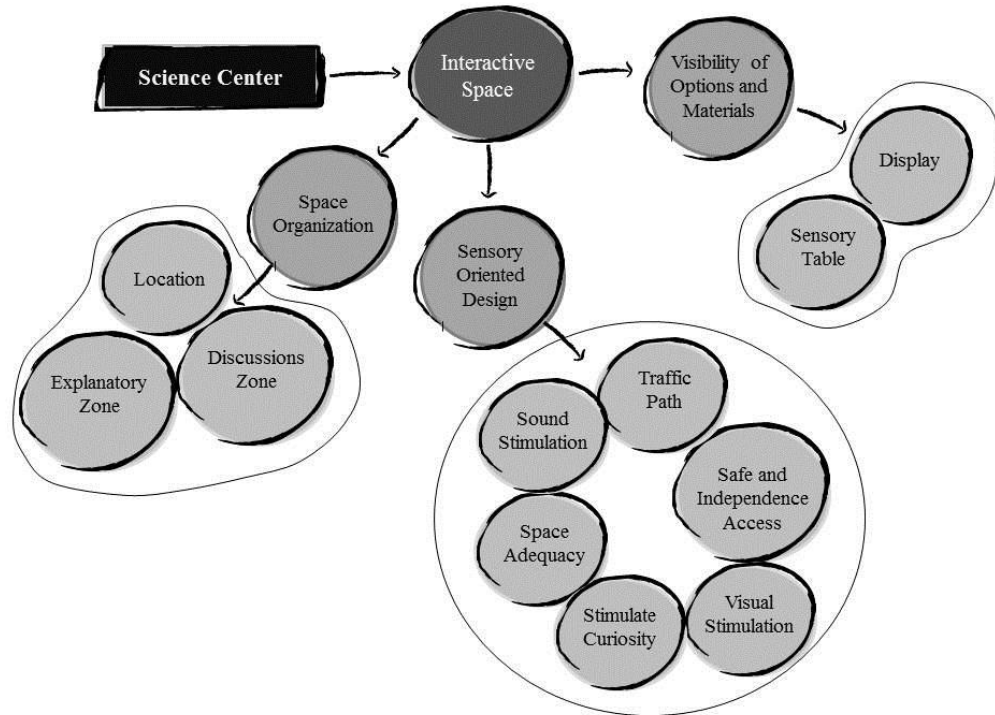 Science Center
Interactive
Space
Visibility of
Options and
Materials
Display
Sensory
Table
Space
Organization
Sensory
Oriented
Design
Location
Explanatory
Zone
Discussions
Zone
Traffic
Path
Sound
Stimulation
Safe and
Independence
Access
Space
Adequacy
Stimulate
Curiosity
Visual
Stimulation